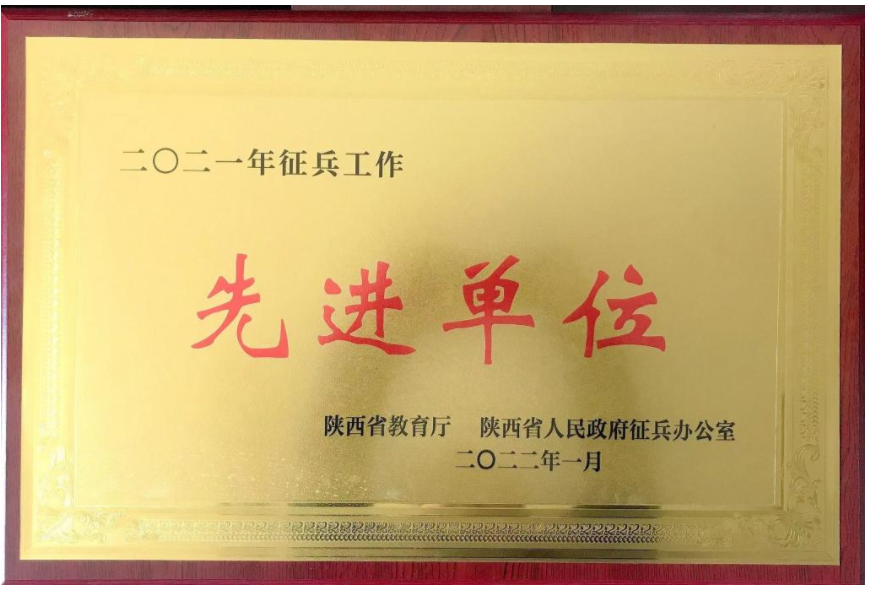 二〇二一年征兵工作
先进单位
陕西省教育厅 陕西省人民政府征兵办公室
二〇二二年一月